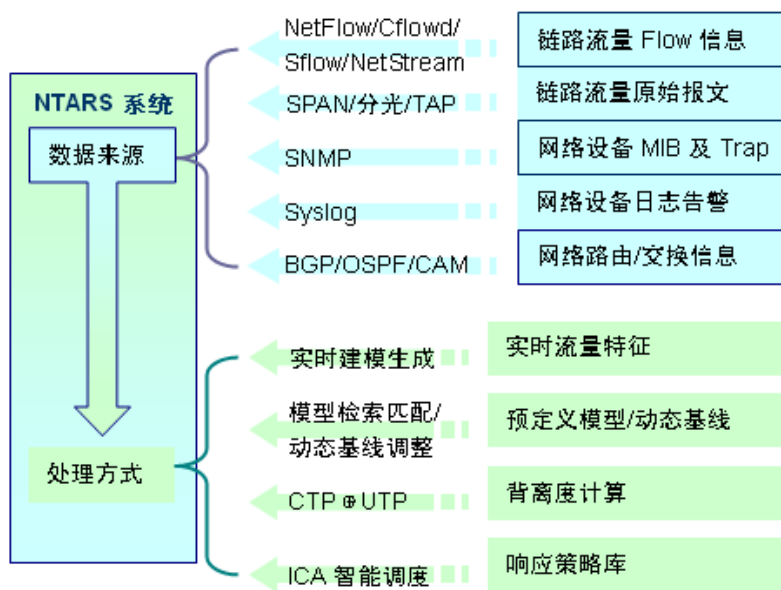 NetFlow/Cflowd/
Sflow/NetStream
链路流量 Flow 信息
NTARS 系统
SPAN/分光/TAP
链路流量原始报文
数据来源
SNMP
网络设备 MIB 及 Trap
Syslog
网络设备日志告警
BGP/OSPF/CAM
网络路由/交换信息
实时建模生成
实时流量特征
模型检索匹配/
动态基线调整
预定义模型/动态基线
处理方式
CTP⊕UTP
背离度计算
ICA 智能调度
响应策略库